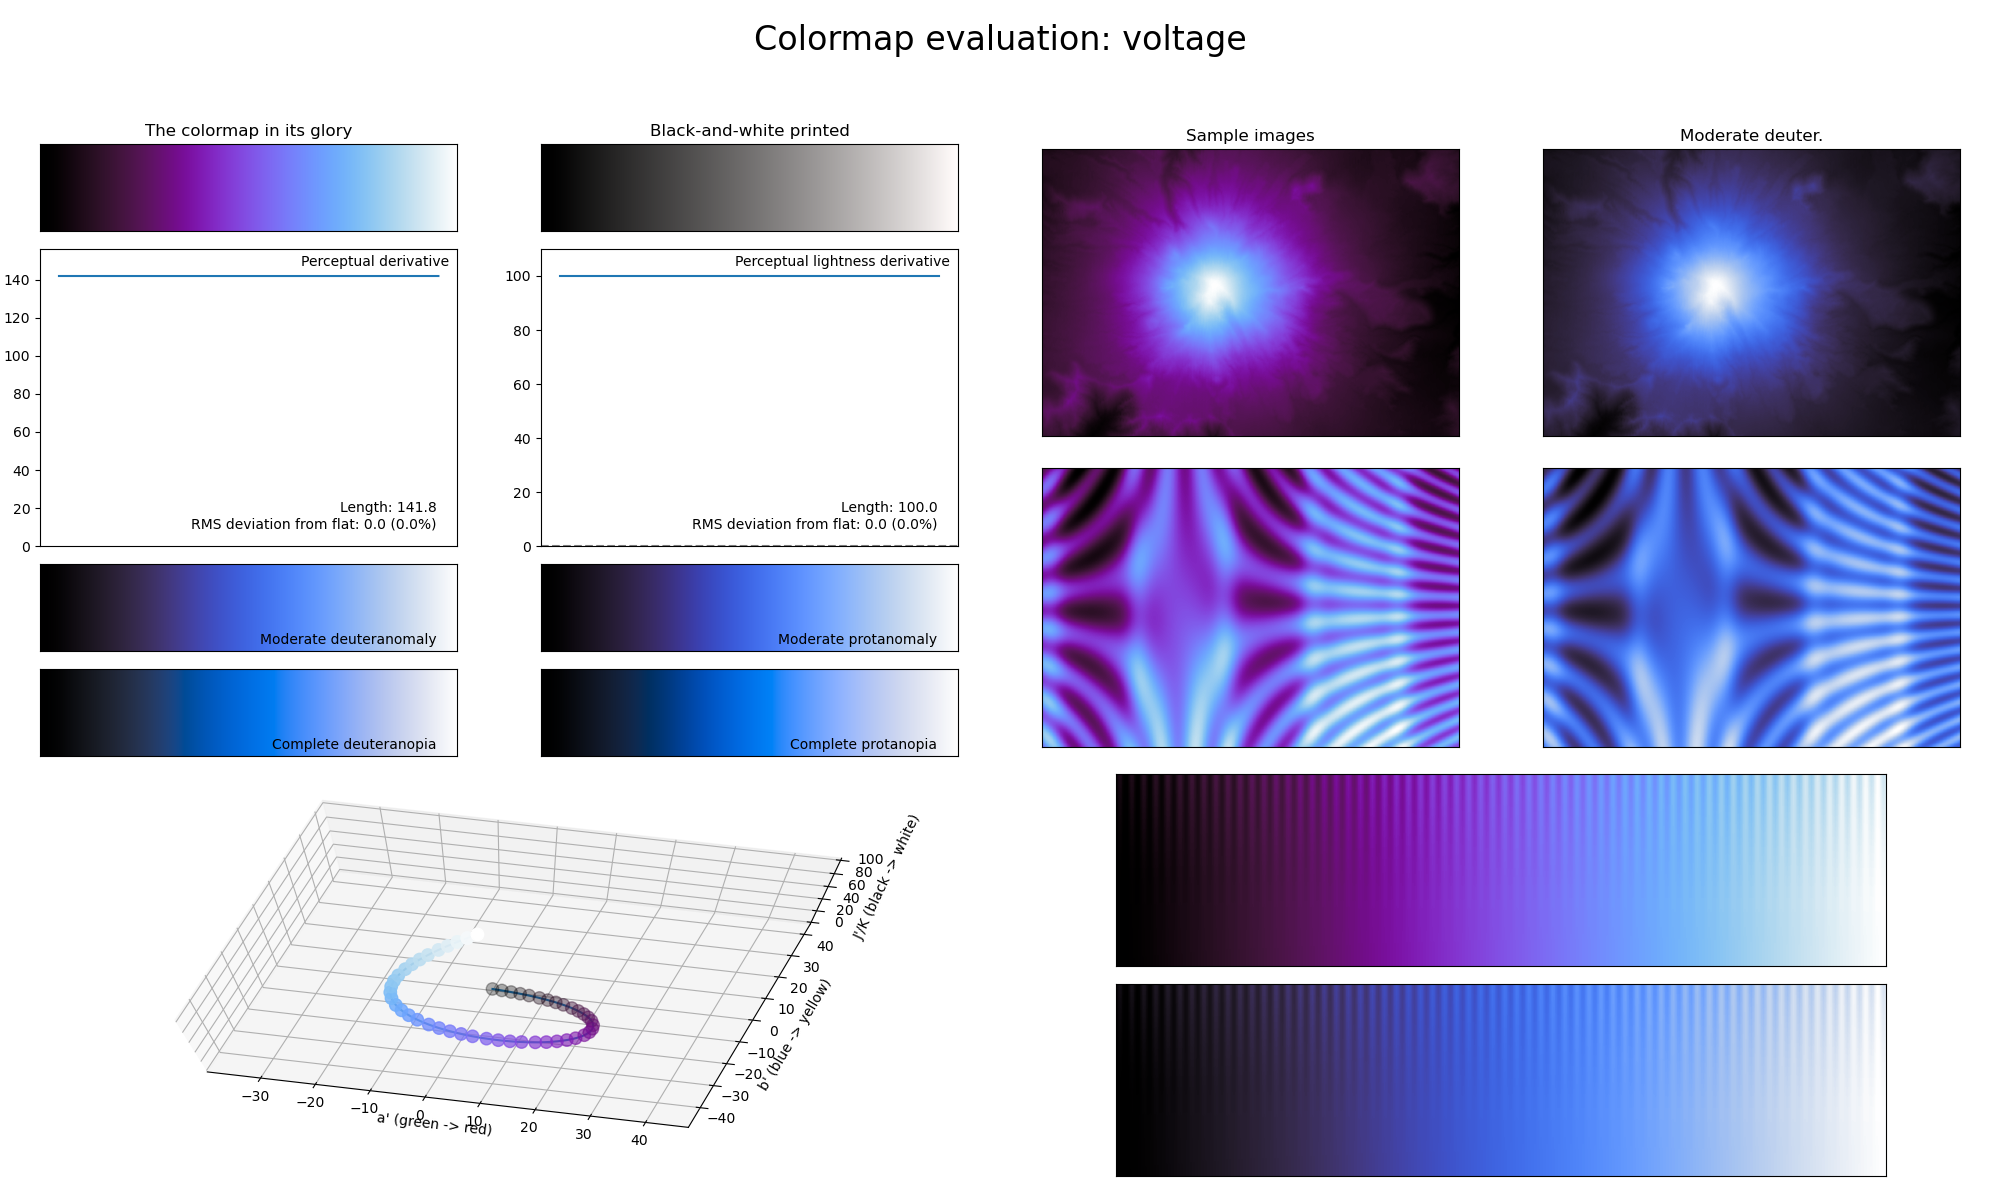 Colormap evaluation: voltage
The colormap in its glory
Black-and-white printed
Sample images
Moderate deuter.
Perceptual derivative
140
120
100
80
60
40
20
0
Length: 141.8
RMS deviation from flat: 0.0 (0.0%)
Perceptual lightness derivative
100
80
60
40
20
0
Length: 100.0
RMS deviation from flat: 0.0 (0.0%)
Moderate deuteranomaly
Moderate protanomaly
Complete deuteranopia
Complete protanopia
100
80
60
40
20
0
J'/K (black -> white)
40
30
20
10
0
−10
−20
−30
−40
b' (blue -> yellow)
−30
−20
−10
0
10
20
30
40
a' (green -> red)